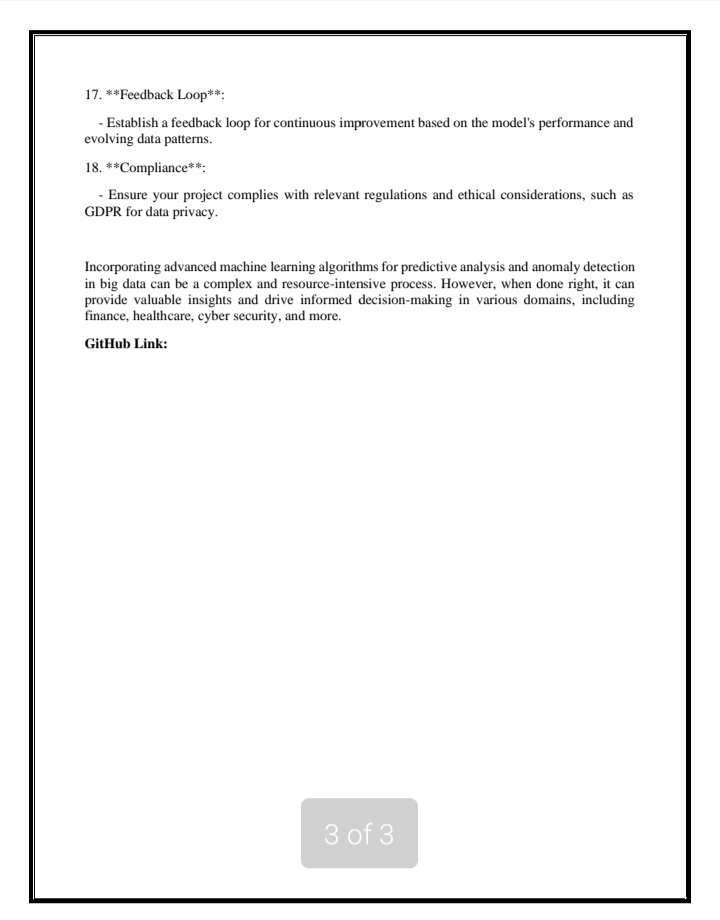 17. **Feedback Loop**:
- Establish a feedback loop for continuous improvement based on the model's performance and
evolving data patterns.
18. **Compliance**:
- Ensure your project complies with relevant regulations and ethical considerations, such as
GDPR for data privacy.
Incorporating advanced machine learning algorithms for predictive analysis and anomaly detection
in big data can be a complex and resource-intensive process. However, when done right, it can
provide valuable insights and drive informed decision-making in various domains, including
finance, healthcare, cyber security, and more.
GitHub Link:
3 of 3